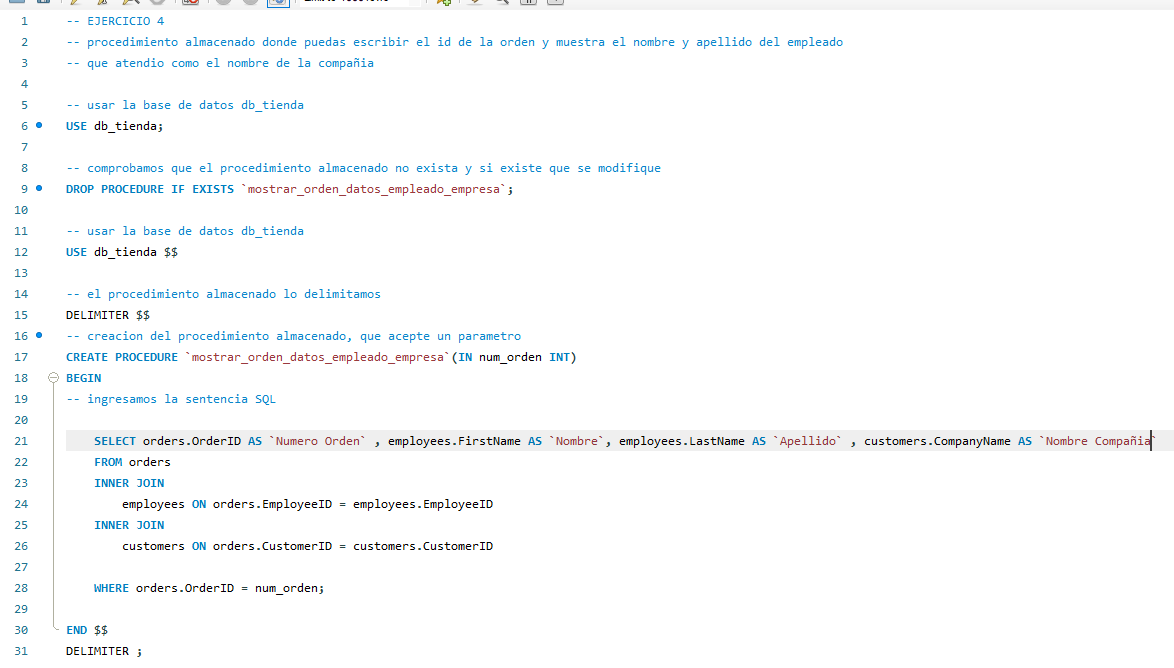 1 -- EJERCICIO 4
2 -- procedimiento almacenado donde puedas escribir el id de la orden y muestra el nombre y apellido del empleado
3 -- que atendio como el nombre de la compañia
4
5 -- usar la base de datos db_tienda
6 USE db_tienda;
7
8 -- comprobamos que el procedimiento almacenado no exista y si existe que se modifique
9 DROP PROCEDURE IF EXISTS `mostrar_orden_datos_empleado_empresa`;
10
11 -- usar la base de datos db_tienda
12 USE db_tienda $$
13
14 -- el procedimiento almacenado lo delimitamos
15 DELIMITER $$
16 -- creacion del procedimiento almacenado, que acepte un parametro
17 CREATE PROCEDURE `mostrar_orden_datos_empleado_empresa`(IN num_orden INT)
18 BEGIN
19 -- ingresamos la sentencia SQL
20
21 SELECT orders.OrderID AS `Numero Orden` , employees.FirstName AS `Nombre`, employees.LastName AS `Apellido` , customers.CompanyName AS `Nombre Compañia`
22 FROM orders
23 INNER JOIN
24 employees ON orders.EmployeeID = employees.EmployeeID
25 INNER JOIN
26 customers ON orders.CustomerID = customers.CustomerID
27
28 WHERE orders.OrderID = num_orden;
29
30 END $$
31 DELIMITER ;